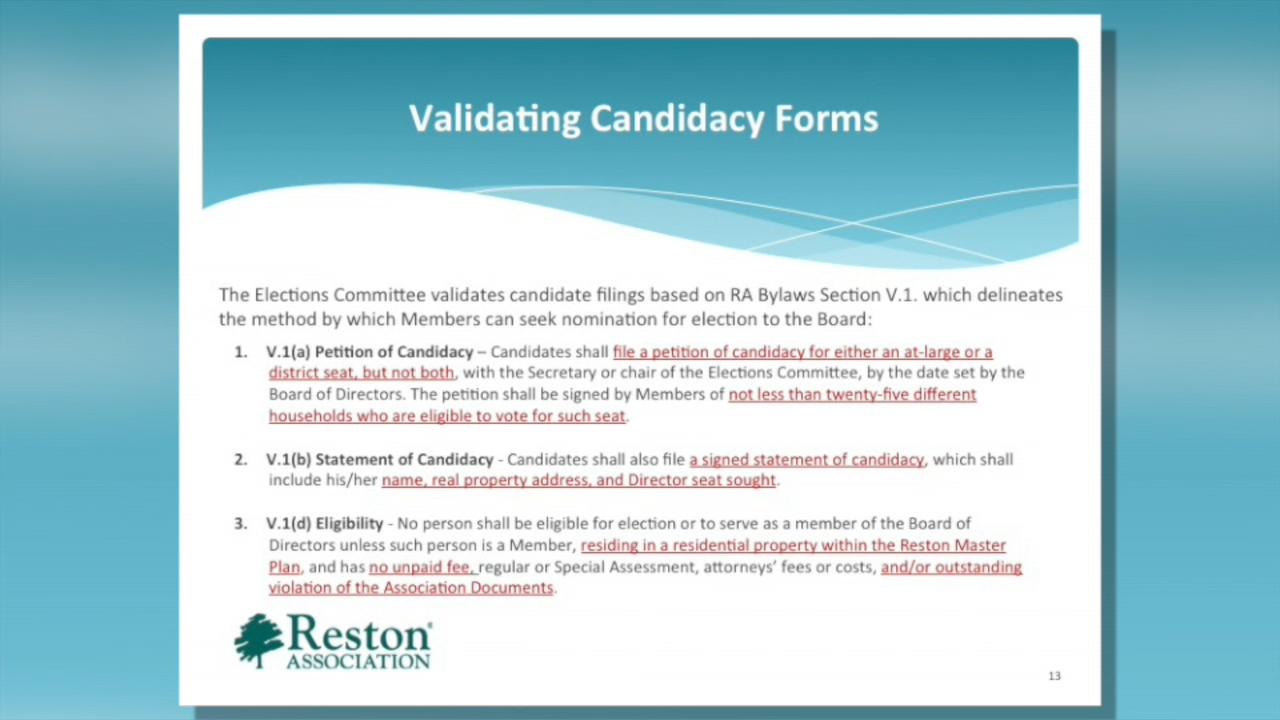 Validating Candidacy Forms
The Elections Committee validates candidate filings based on RA Bylaws Section V.1. which delineates
the method by which Members can seek nomination for election to the Board:
1. V.1(a) Petition of Candidacy – Candidates shall file a petition of candidacy for either an at-large or a
district seat, but not both, with the Secretary or chair of the Elections Committee, by the date set by the
Board of Directors. The petition shall be signed by Members of not less than twenty-five different
households who are eligible to vote for such seat.
2. V.1(b) Statement of Candidacy - Candidates shall also file a signed statement of candidacy, which shall
include his/her name, real property address, and Director seat sought.
3. V.1(d) Eligibility - No person shall be eligible for election or to serve as a member of the Board of
Directors unless such person is a Member, residing in a residential property within the Reston Master
Plan, and has no unpaid fee, regular or Special Assessment, attorneys' fees or costs, and/or outstanding
violation of the Association Documents.
Reston®
ASSOCIATION
13